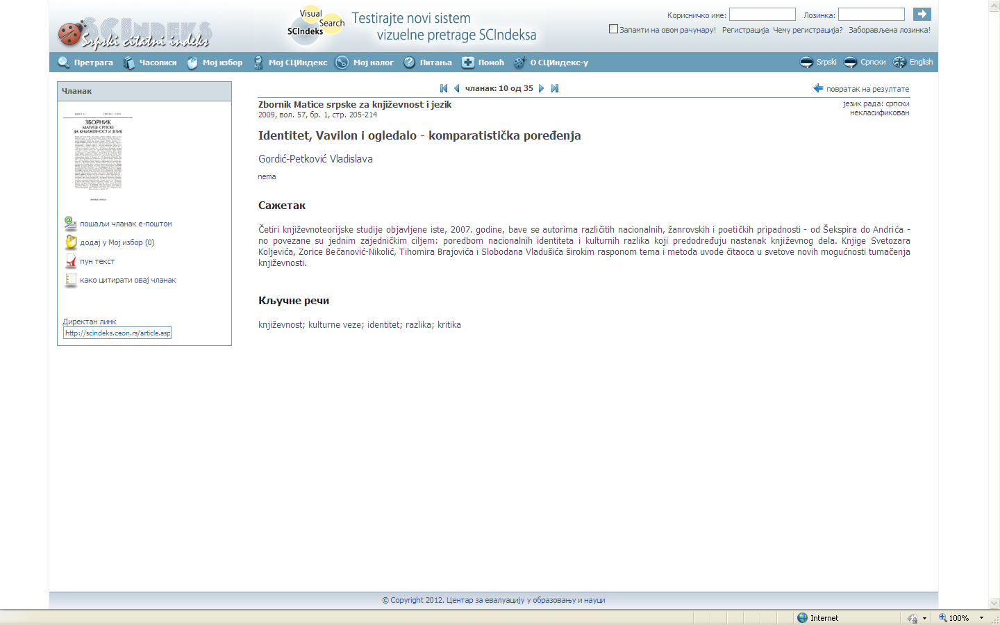 SCINDEKS
Srpski citatni indeks
Visual
Search
SCIndeks
Testirajte novi sistem
vizuelne pretrage SCIndeksa
Корисничко име:
Лозинка:
Запамти на овом рачунару! Регистрација Чему регистрација? Заборављена лозинка!
Претрага Часописи Мој избор Мој СЦИндекс Мој налог Питања Помоћ О СЦИндекс-у
Srpski Српски English
Чланак
ЗБОРНИК
МАТИЦЕ СРПСКЕ
ЗА КЊИЖЕВНОСТ И ЈЕЗИК
пошаљи чланак е-поштом
додај у Мој избор (0)
пун текст
како цитирати овај чланак
Директан линк
http://scindeks.ceon.rs/article.asp
чланак: 10 од 35
повратак на резултате
Zbornik Matice srpske za književnost i jezik
2009, вол. 57, бр. 1, стр. 205-214
језик рада: српски
некласификован
Identitet, Vavilon i ogledalo - komparatistička poređenja
Gordić-Petković Vladislava
nema
Сажетак
Četiri književnoteorijske studije objavljene iste, 2007. godine, bave se autorima različitih nacionalnih, žanrovskih i poetičkih pripadnosti - od Šekspira do Andrića -
no povezane su jednim zajedničkim ciljem: poredbom nacionalnih identiteta i kulturnih razlika koji predodređuju nastanak književnog dela. Knjige Svetozara
Koljevića, Zorice Bečanović-Nikolić, Tihomira Brajovića i Slobodana Vladušića širokim rasponom tema i metoda uvode čitaoca u svetove novih mogućnosti tumačenja
književnosti.
Кључне речи
književnost; kulturne veze; identitet; razlika; kritika
© Copyright 2012. Центар за евалуацију у образовању и науци
Internet
100%